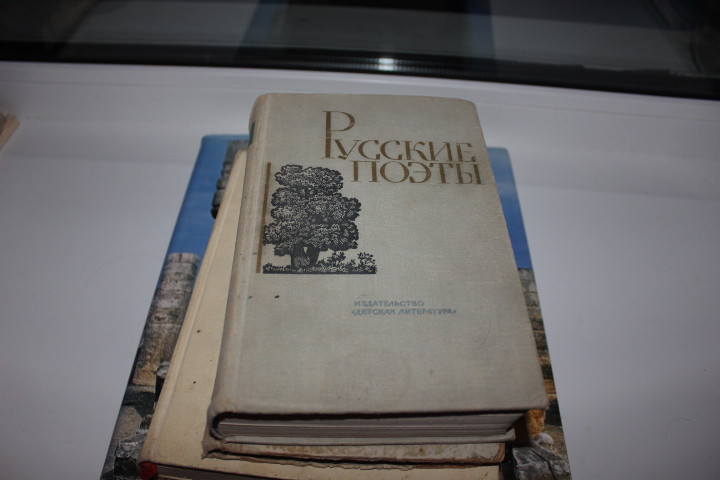 Русские
поэты
издательство
«Детская литература»